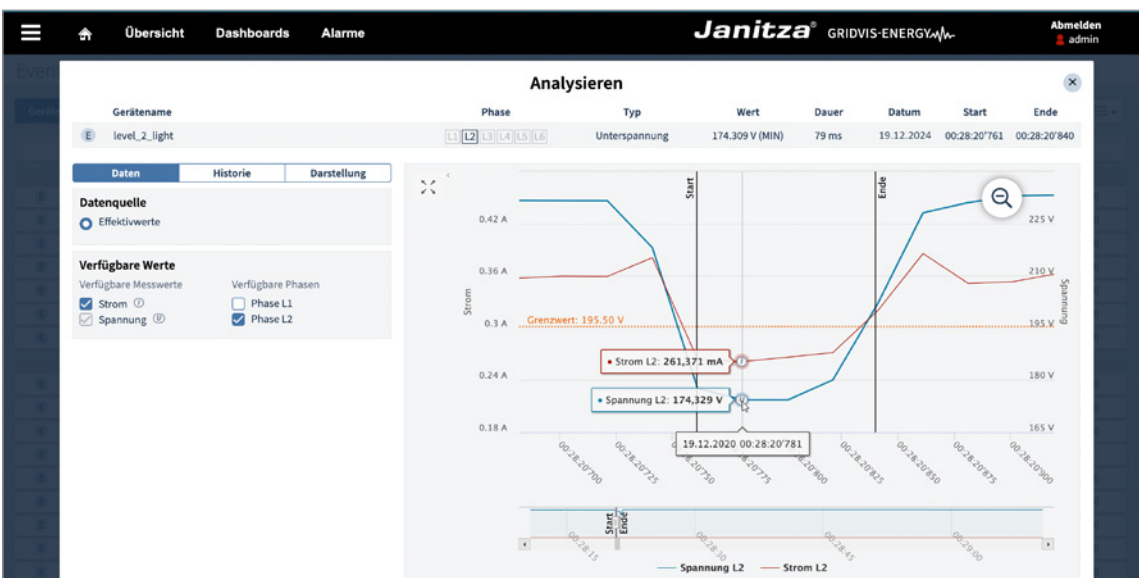 Übersicht Dashboards Alarme Janitza® GRIDVIS-ENERGY Abmelden
admin
Analysieren
Gerätename Phase Typ Wert Dauer Datum Start Ende
E level_2_light L1 L2 L3 L4 L5 L6 Unterspannung 174.309 V (MIN) 79 ms 19.12.2024 00:28:20'761 00:28:20'840
Daten Historie Darstellung
Datenquelle
Effektivwerte
Verfügbare Werte
Verfügbare Messwerte Verfügbare Phasen
Strom (I) Phase L1
Spannung (U) Phase L2
Start Ende
0.42 A 225 V
0.36 A 210 V
Strom Spannung
0.3 A Grenzwert: 195.50 V 195 V
Strom L2: 261,371 mA I
0.24 A 180 V
Spannung L2: 174,329 V U
0.18 A 165 V
19.12.2020 00:28:20'781
00:28:20'700 00:28:20'725 00:28:20'750 00:28:20'775 00:28:20'800 00:28:20'825 00:28:20'850 00:28:20'875 00:28:20'900
Start Ende
00:28:15 00:28:30 00:28:45 00:29:00
Spannung L2 Strom L2